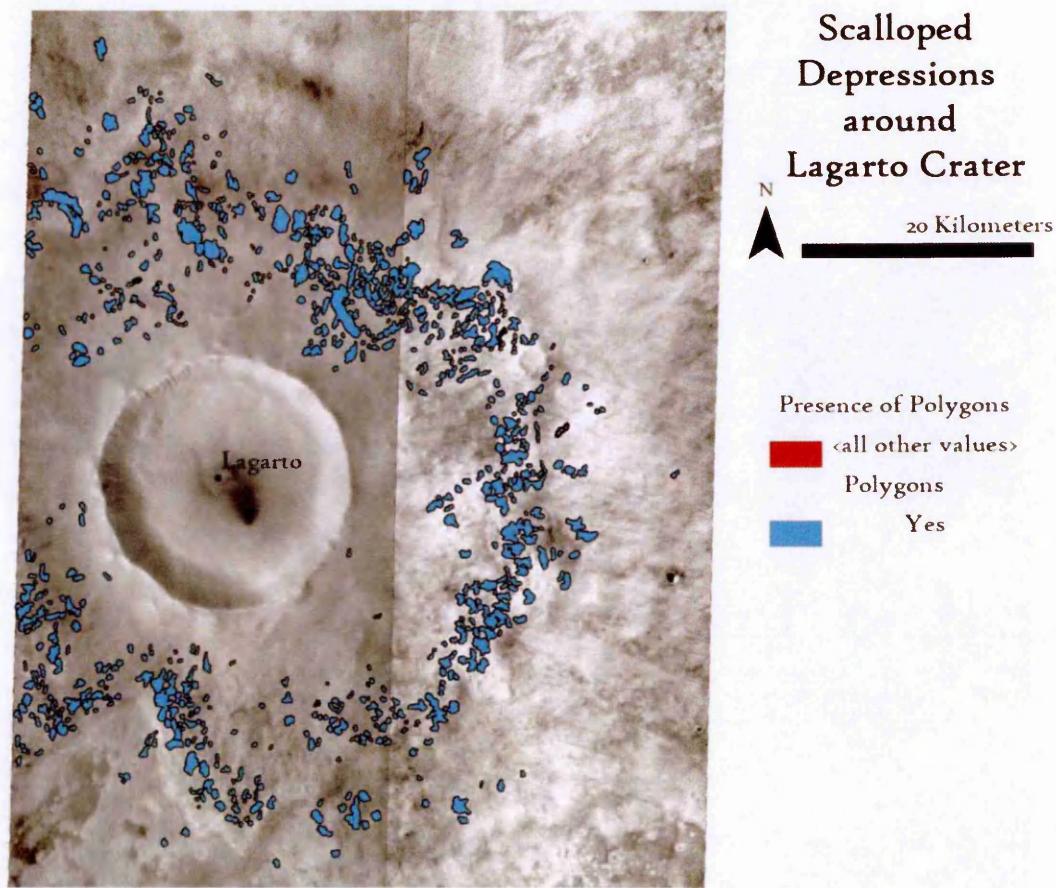 Scalloped
Depressions
around
Lagarto Crater
N
20 Kilometers
Presence of Polygons
<all other values>
Polygons
Yes
Lagarto